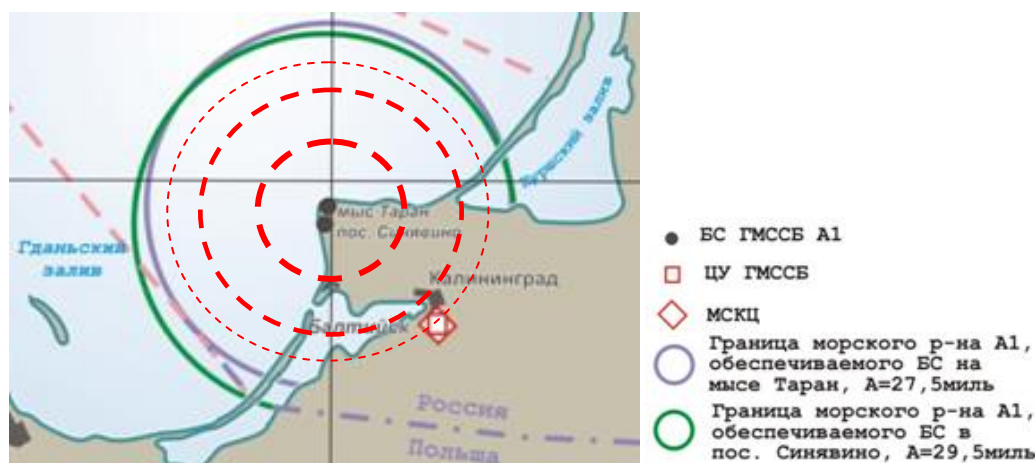 Куршский залив
мыс Таран
пос. Синявино
Гданьский
залив
Калининград
Балтийск
Россия
Польша
БС ГМССБ А1
ЦУ ГМССБ
МСКЦ
Граница морского р-на А1,
обеспечиваемого БС на
мысе Таран, А=27,5миль
Граница морского р-на А1,
обеспечиваемого БС в
пос. Синявино, А=29,5миль